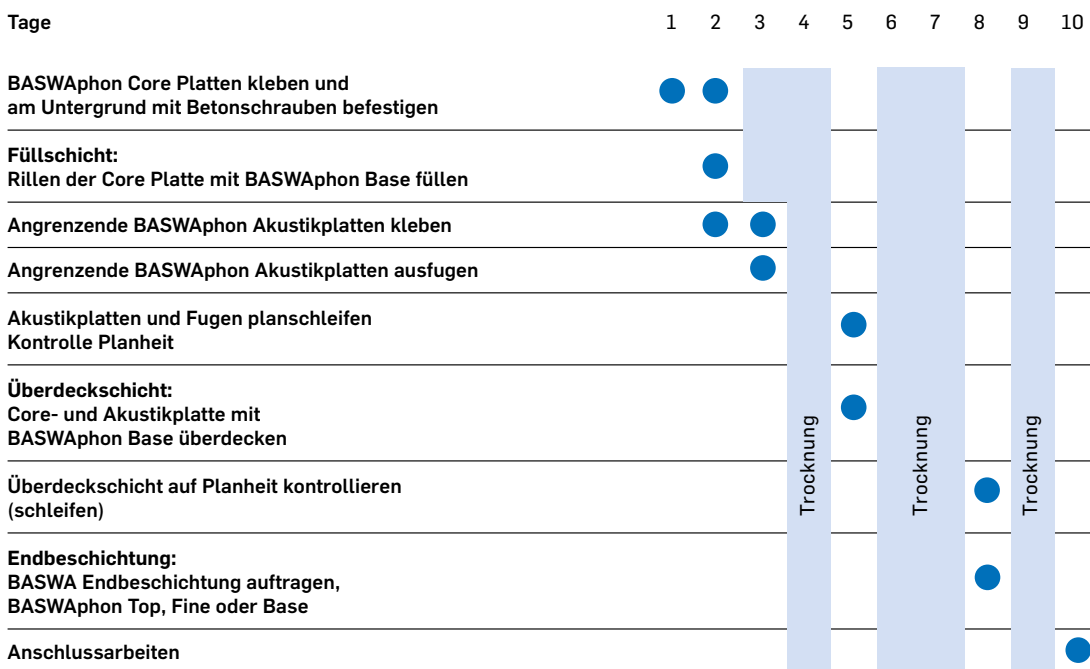 Tage 1 2 3 4 5 6 7 8 9 10
BASWAphon Core Platten kleben und
am Untergrund mit Betonschrauben befestigen
Füllschicht:
Rillen der Core Platte mit BASWAphon Base füllen
Angrenzende BASWAphon Akustikplatten kleben
Angrenzende BASWAphon Akustikplatten ausfugen
Akustikplatten und Fugen planschleifen
Kontrolle Planheit
Überdeckschicht:
Core- und Akustikplatte mit
BASWAphon Base überdecken
Überdeckschicht auf Planheit kontrollieren
(schleifen)
Endbeschichtung:
BASWA Endbeschichtung auftragen,
BASWAphon Top, Fine oder Base
Anschlussarbeiten
Trocknung
Trocknung
Trocknung